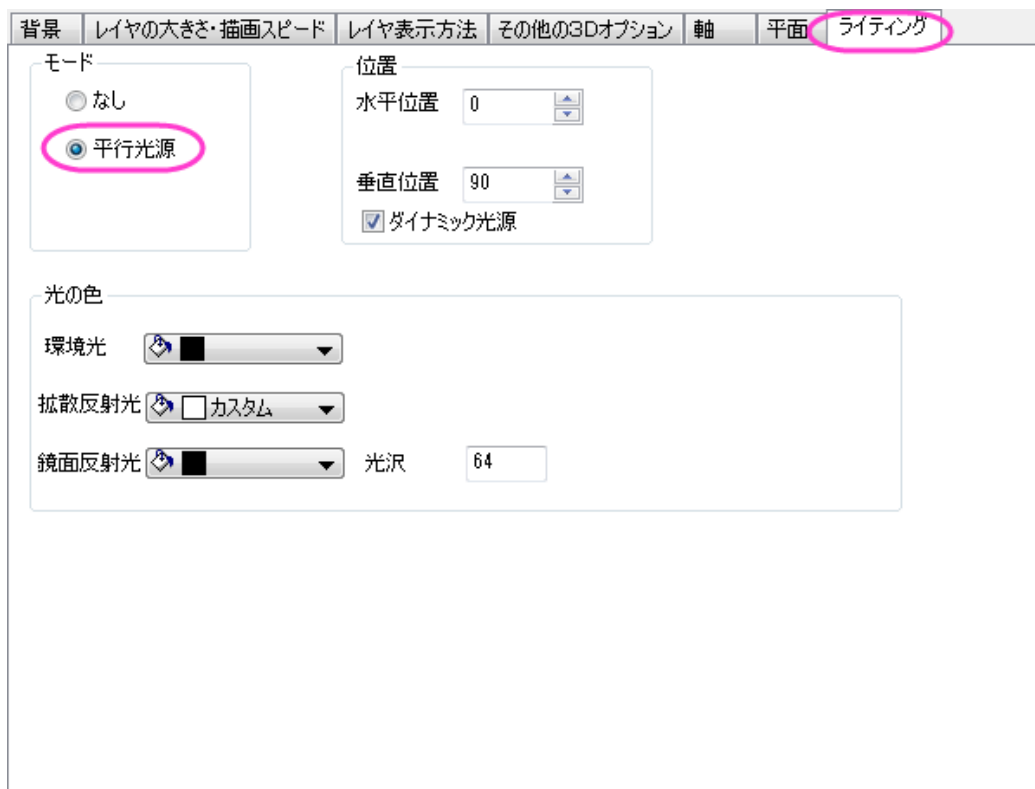 背景 レイヤの大きさ・描画スピード レイヤ表示方法 その他の3Dオプション 軸 平面 ライティング
モード
なし
平行光源
位置
水平位置 0
垂直位置 90
ダイナミック光源
光の色
環境光
拡散反射光 カスタム
鏡面反射光 光沢 64